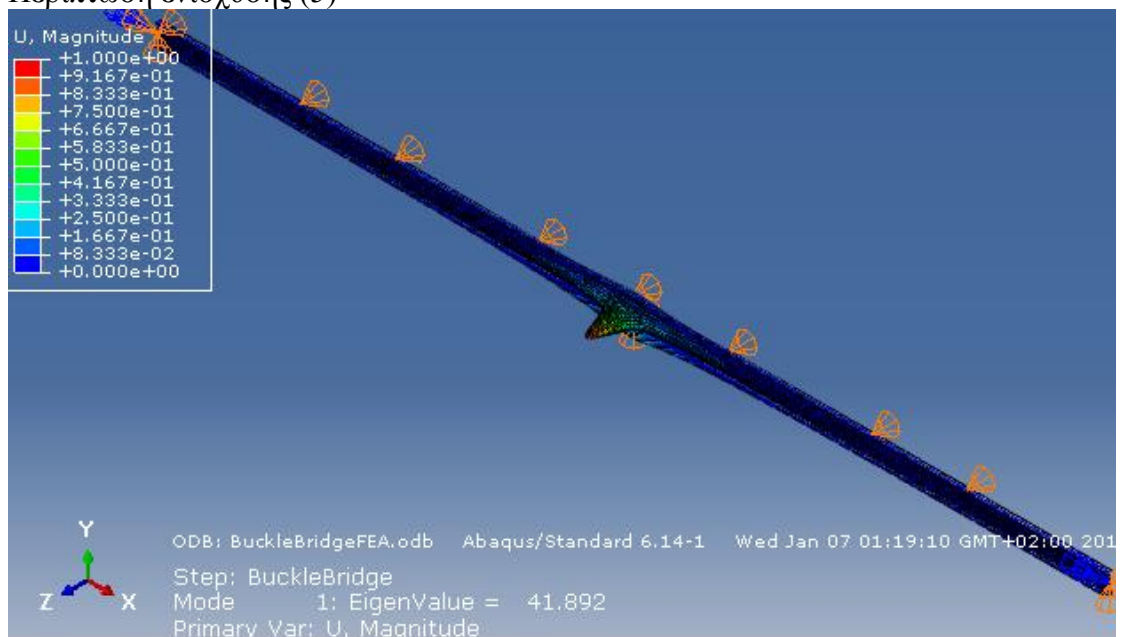 Περίπτωση ενίσχυσης (3)
U, Magnitude
+1.000e+00
+9.167e-01
+8.333e-01
+7.500e-01
+6.667e-01
+5.833e-01
+5.000e-01
+4.167e-01
+3.333e-01
+2.500e-01
+1.667e-01
+8.333e-02
+0.000e+00
Y
Z X
ODB: BuckleBridgeFEA.odb Abaqus/Standard 6.14-1 Wed Jan 07 01:19:10 GMT+02:00 201
Step: BuckleBridge
Mode 1: EigenValue = 41.892
Primary Var: U, Magnitude